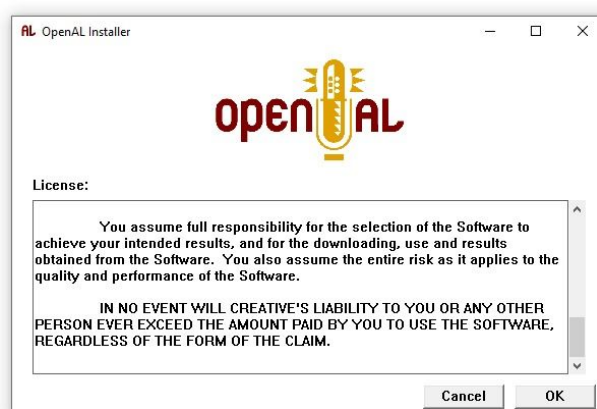 AL OpenAL Installer
OPENAL
License:
You assume full responsibility for the selection of the Software to
achieve your intended results, and for the downloading, use and results
obtained from the Software. You also assume the entire risk as it applies to the
quality and performance of the Software.
IN NO EVENT WILL CREATIVE'S LIABILITY TO YOU OR ANY OTHER
PERSON EVER EXCEED THE AMOUNT PAID BY YOU TO USE THE SOFTWARE,
REGARDLESS OF THE FORM OF THE CLAIM.
Cancel OK